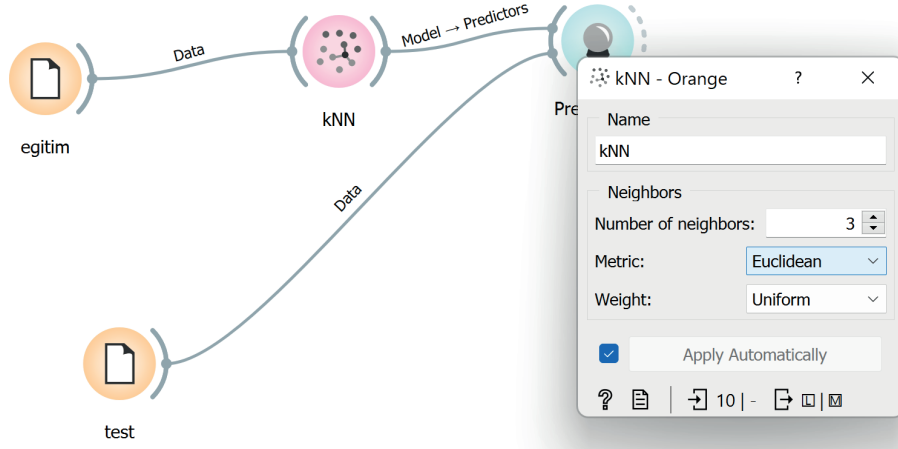 Data
Model → Predictors
egitim
kNN
Pre
Data
test
kNN - Orange
?
Name
kNN
Neighbors
Number of neighbors: 3
Metric: Euclidean
Weight: Uniform
Apply Automatically
? 10 | - L | M